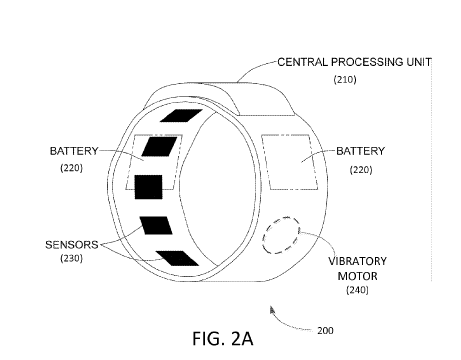 CENTRAL PROCESSING UNIT
(210)
BATTERY
(220)
BATTERY
(220)
SENSORS
(230)
VIBRATORY
MOTOR
(240)
200
FIG. 2A